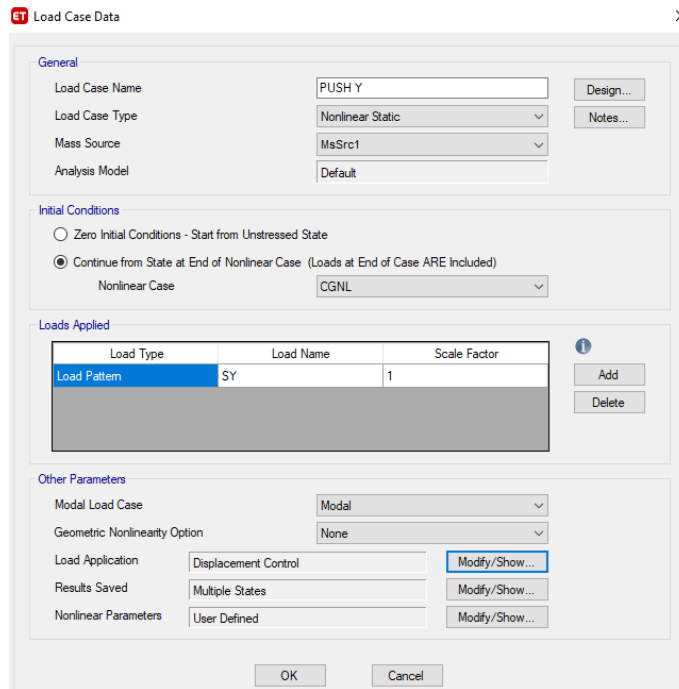 ET Load Case Data
General
Load Case Name PUSH Y Design...
Load Case Type Nonlinear Static Notes...
Mass Source MsSrc1
Analysis Model Default
Initial Conditions
Zero Initial Conditions - Start from Unstressed State
Continue from State at End of Nonlinear Case (Loads at End of Case ARE Included)
Nonlinear Case CGNL
Loads Applied
Load Type Load Name Scale Factor
Load Pattern SY 1
Add
Delete
Other Parameters
Modal Load Case Modal
Geometric Nonlinearity Option None
Load Application Displacement Control Modify/Show...
Results Saved Multiple States Modify/Show...
Nonlinear Parameters User Defined Modify/Show...
OK Cancel